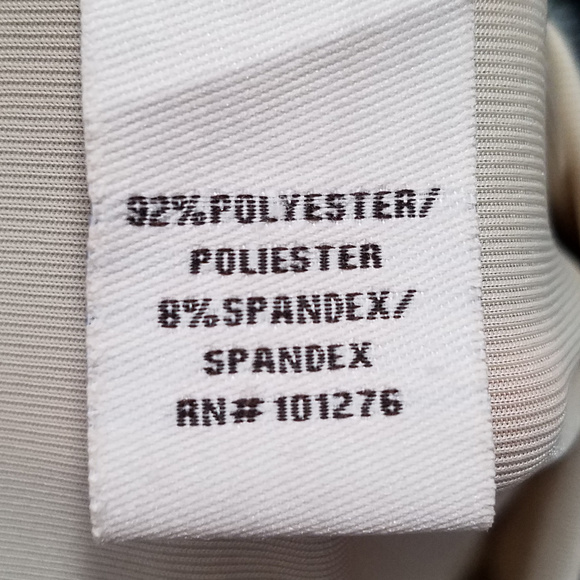 92%POLYESTER/
POLIESTER
8%SPANDEX/
SPANDEX
RN# 101276